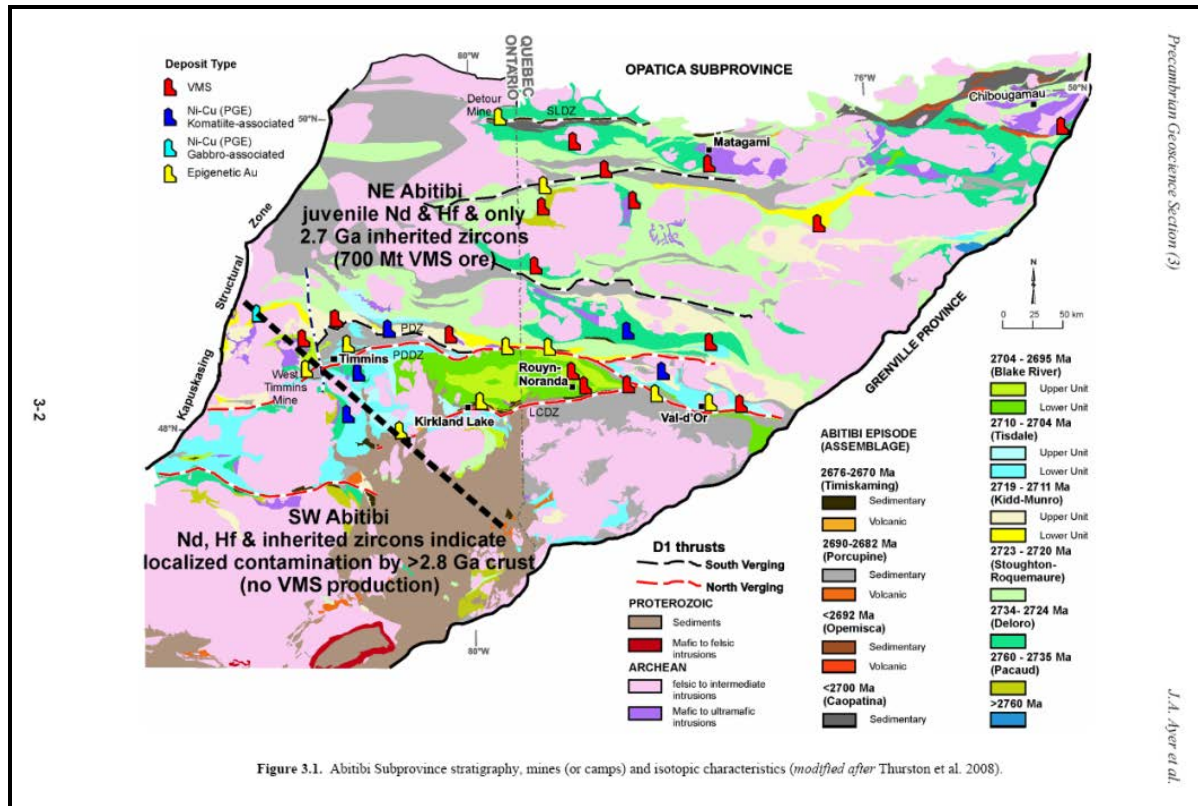 Precambrian Geoscience Section (3)
Deposit Type
VMS
Ni-Cu (PGE)
Komatiite-associated
Ni-Cu (PGE)
Gabbro-associated
Epigenetic Au
80°W
ONTARIO
QUEBEC
OPATICA SUBPROVINCE
76°W
50°N
Chibougamau
Detour
Mine
50°N
SLDZ
Matagami
NE Abitibi
juvenile Nd & Hf & only
2.7 Ga inherited zircons
(700 Mt VMS ore)
Kapuskasing Structural Zone
GRENVILLE PROVINCE
N
0 25 50 km
PDZ
Timmins
PDDZ
West
Timmins
Mine
Rouyn-
Noranda
Kirkland Lake
LCDZ
Val-d'Or
48°N
SW Abitibi
Nd, Hf & inherited zircons indicate
localized contamination by >2.8 Ga crust
(no VMS production)
80°W
D1 thrusts
South Verging
North Verging
PROTEROZOIC
Sediments
Mafic to felsic
intrusions
ARCHEAN
felsic to intermediate
intrusions
Mafic to ultramafic
intrusions
ABITIBI EPISODE
(ASSEMBLAGE)
2676-2670 Ma
(Timiskaming)
Sedimentary
Volcanic
2690-2682 Ma
(Porcupine)
Sedimentary
Volcanic
<2692 Ma
(Opemisca)
Sedimentary
Volcanic
<2700 Ma
(Caopatina)
Sedimentary
2704 - 2695 Ma
(Blake River)
Upper Unit
Lower Unit
2710 - 2704 Ma
(Tisdale)
Upper Unit
Lower Unit
2719 - 2711 Ma
(Kidd-Munro)
Upper Unit
Lower Unit
2723 - 2720 Ma
(Stoughton-
Roquemaure)
2734- 2724 Ma
(Deloro)
2760 - 2735 Ma
(Pacaud)
>2760 Ma
3-2
J.A. Ayer et al.
Figure 3.1. Abitibi Subprovince stratigraphy, mines (or camps) and isotopic characteristics (modified after Thurston et al. 2008).